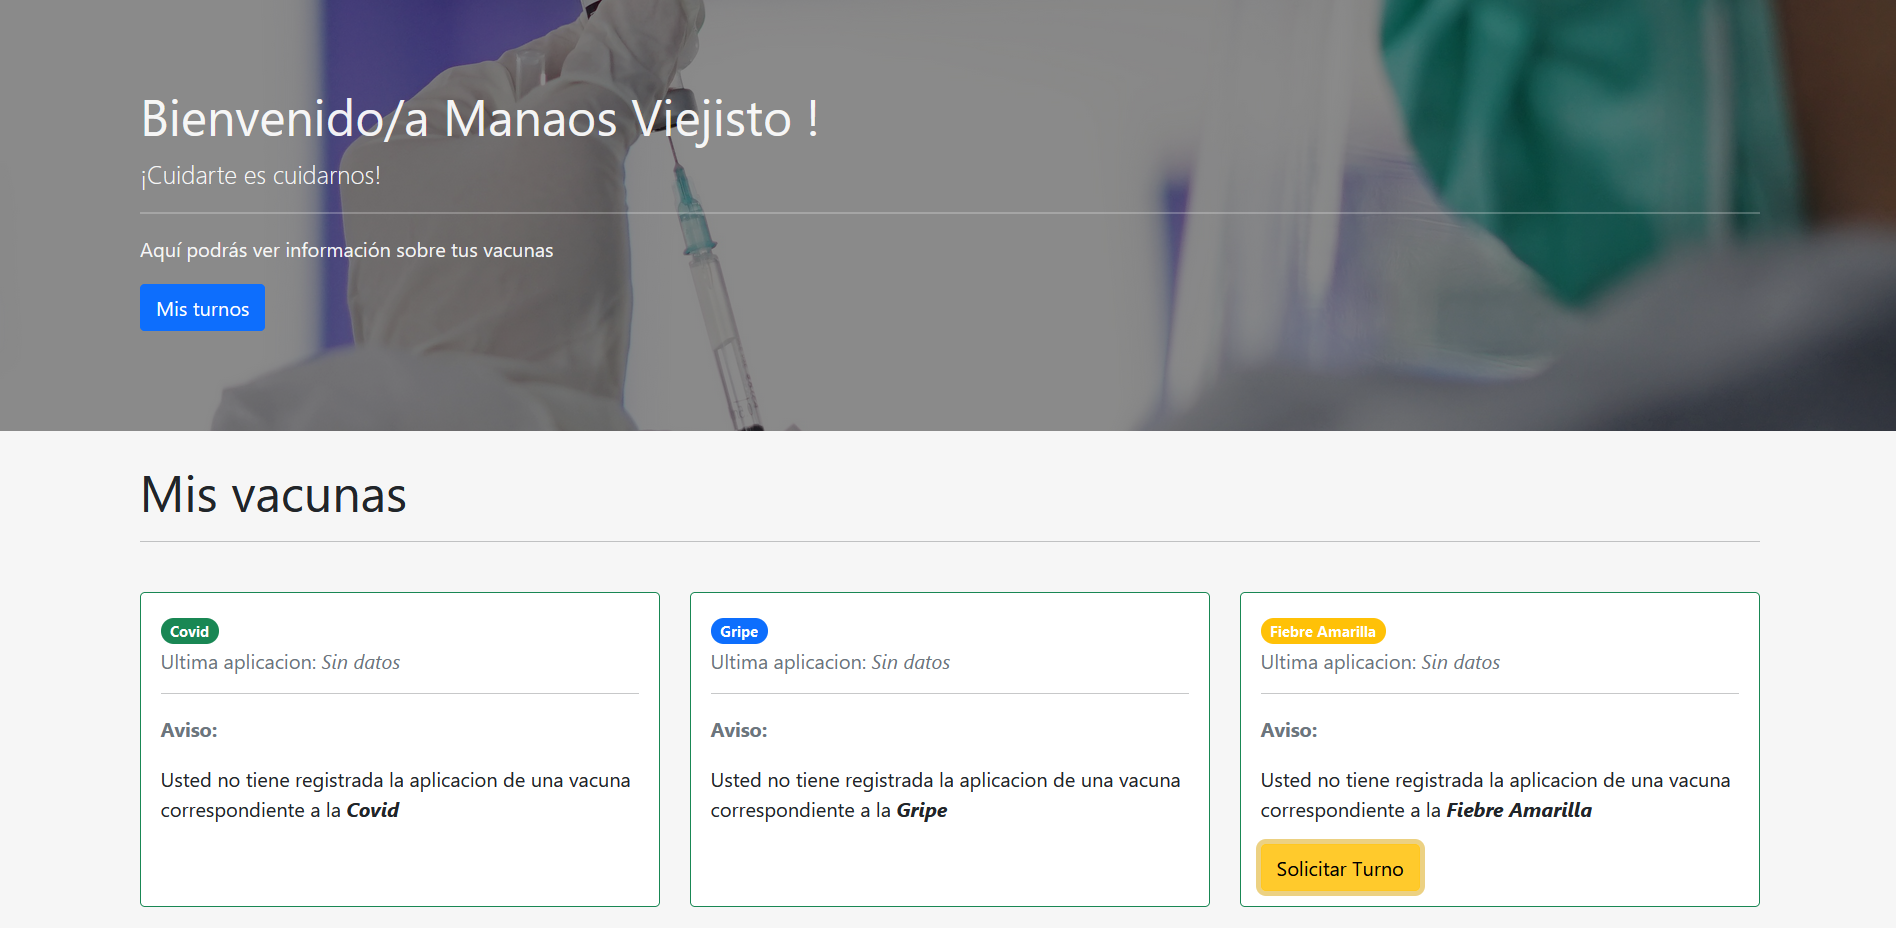 Bienvenido/a Manaos Viejisto !
¡Cuidarte es cuidarnos!
Aquí podrás ver información sobre tus vacunas
Mis turnos
Mis vacunas
Covid
Ultima aplicacion: Sin datos
Aviso:
Usted no tiene registrada la aplicacion de una vacuna
correspondiente a la Covid
Gripe
Ultima aplicacion: Sin datos
Aviso:
Usted no tiene registrada la aplicacion de una vacuna
correspondiente a la Gripe
Fiebre Amarilla
Ultima aplicacion: Sin datos
Aviso:
Usted no tiene registrada la aplicacion de una vacuna
correspondiente a la Fiebre Amarilla
Solicitar Turno